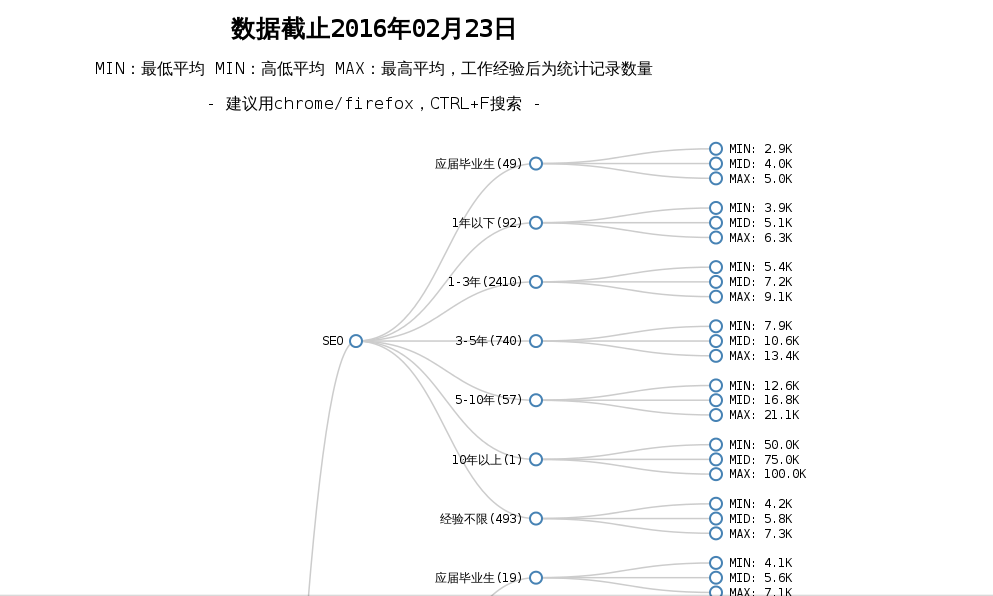 数据截止2016年02月23日
MIN：最低平均 MIN：高低平均 MAX：最高平均，工作经验后为统计记录数量
- 建议用chrome/firefox，CTRL+F搜索 -
SEO
应届毕业生(49)
MIN: 2.9K
MID: 4.0K
MAX: 5.0K
1年以下(92)
MIN: 3.9K
MID: 5.1K
MAX: 6.3K
1-3年(2410)
MIN: 5.4K
MID: 7.2K
MAX: 9.1K
3-5年(740)
MIN: 7.9K
MID: 10.6K
MAX: 13.4K
5-10年(57)
MIN: 12.6K
MID: 16.8K
MAX: 21.1K
10年以上(1)
MIN: 50.0K
MID: 75.0K
MAX: 100.0K
经验不限(493)
MIN: 4.2K
MID: 5.8K
MAX: 7.3K
应届毕业生(19)
MIN: 4.1K
MID: 5.6K
MAX: 7.1K